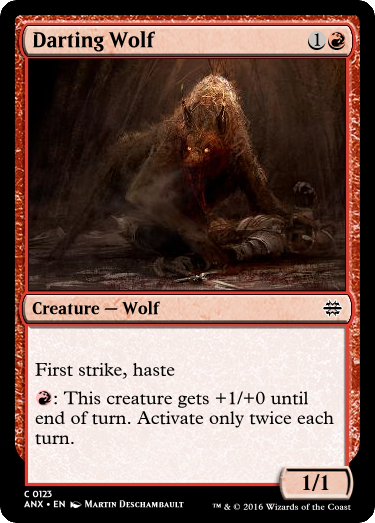 Darting Wolf 1
Creature — Wolf
First strike, haste
: This creature gets +1/+0 until
end of turn. Activate only twice each
turn.
1/1
C 0123
ANX • EN Martin Deschambault
™ & © 2016 Wizards of the Coast